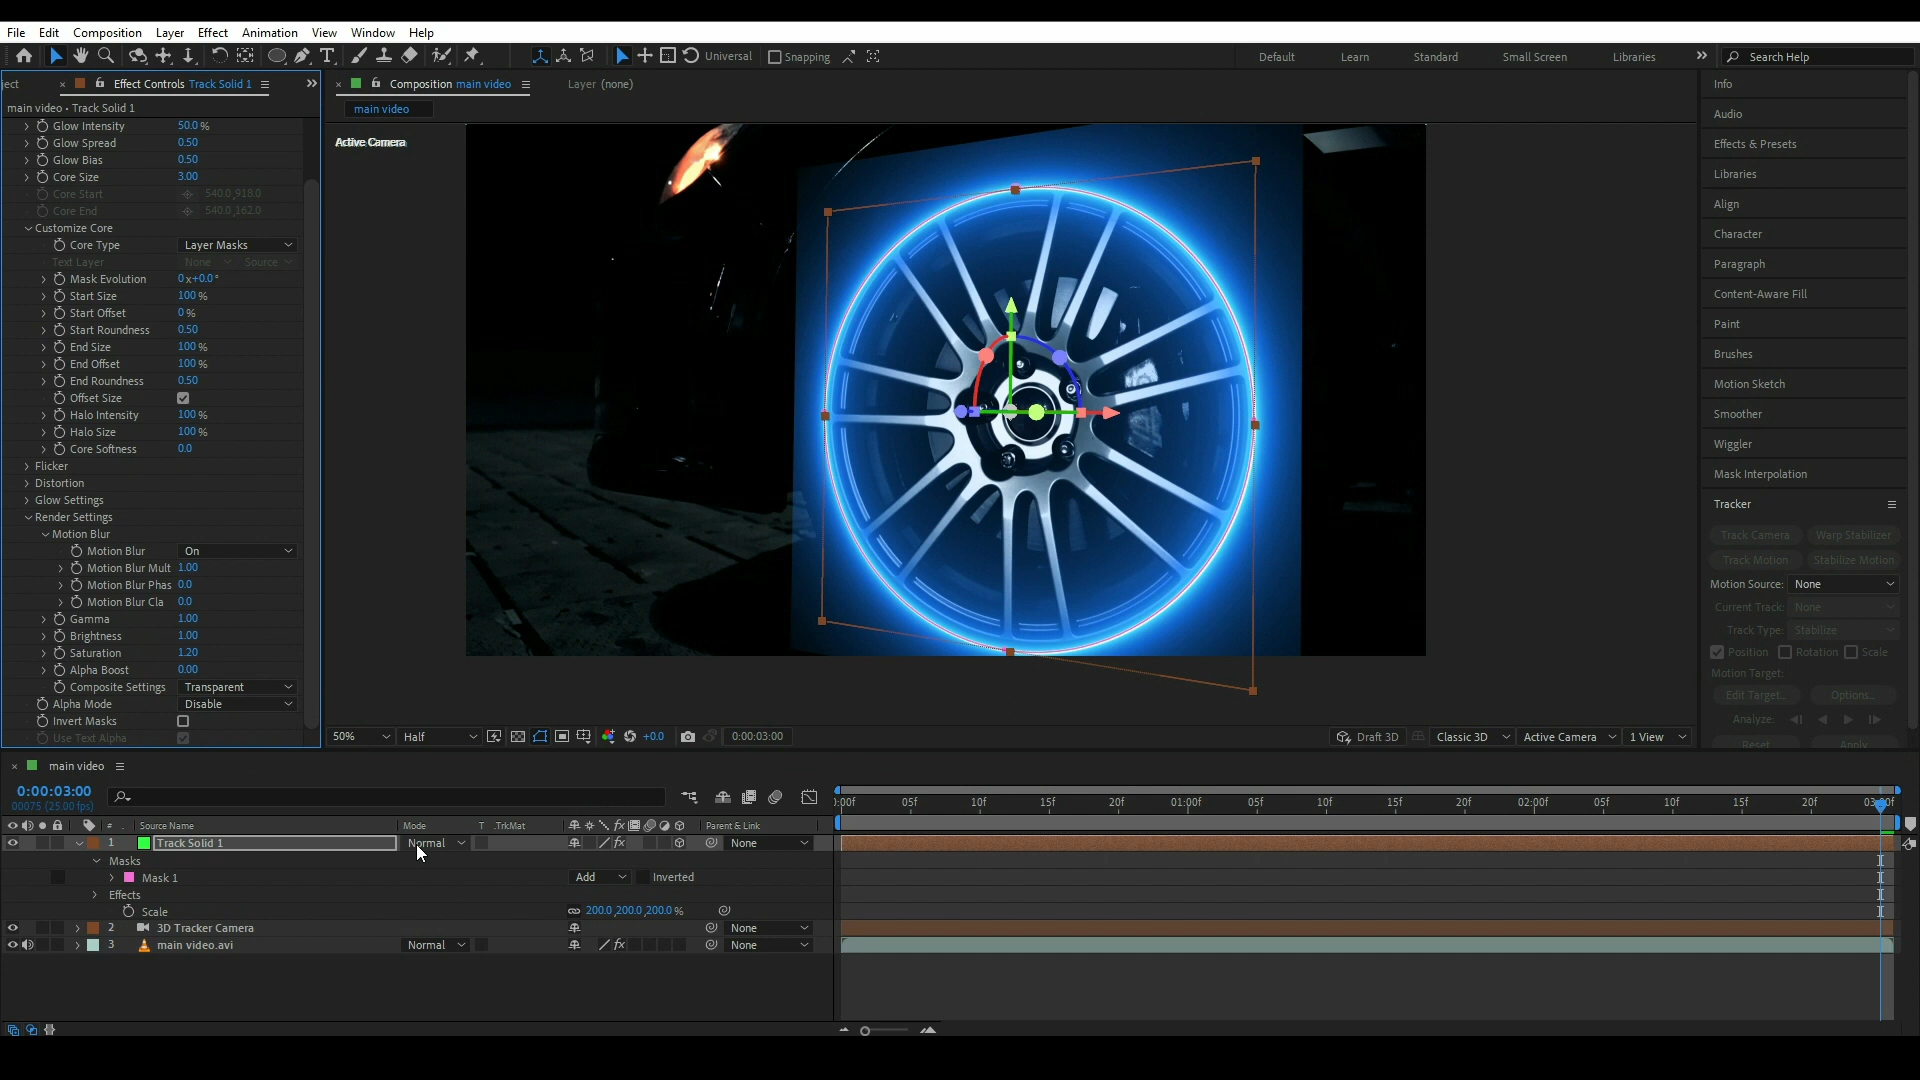 File Edit Composition Layer Effect Animation View Window Help
Universal Snapping Default Learn Standard Small Screen Libraries Search Help
ject Effect Controls Track Solid 1
main video • Track Solid 1
Glow Intensity 50.0 %
Glow Spread 0.50
Glow Bias 0.50
Core Size 3.00
Core Start 540.0,918.0
Core End 540.0,162.0
Customize Core
Core Type Layer Masks
Text Layer None Source
Mask Evolution 0x+0.0°
Start Size 100 %
Start Offset 0 %
Start Roundness 0.50
End Size 100 %
End Offset 100 %
End Roundness 0.50
Offset Size
Halo Intensity 100 %
Halo Size 100 %
Core Softness 0.0
Flicker
Distortion
Glow Settings
Render Settings
Motion Blur
Motion Blur On
Motion Blur Mult 1.00
Motion Blur Phas 0.0
Motion Blur Cla 0.0
Gamma 1.00
Brightness 1.00
Saturation 1.20
Alpha Boost 0.00
Composite Settings Transparent
Alpha Mode Disable
Invert Masks
Use Text Alpha
Composition main video Layer (none)
main video
Active Camera
50% Half +0.0 0:00:03:00 Draft 3D Classic 3D Active Camera 1 View
Info
Audio
Effects & Presets
Libraries
Align
Character
Paragraph
Content-Aware Fill
Paint
Brushes
Motion Sketch
Smoother
Wiggler
Mask Interpolation
Tracker
Track Camera Warp Stabilizer
Track Motion Stabilize Motion
Motion Source: None
Current Track: None
Track Type: Stabilize
Position Rotation Scale
Motion Target:
Edit Target... Options...
Analyze:
Reset Apply
main video
0:00:03:00
00075 (25.00 fps)
:00f 05f 10f 15f 20f 01:00f 05f 10f 15f 20f 02:00f 05f 10f 15f 20f 03:00f
# Source Name Mode T .TrkMat Parent & Link
1 Track Solid 1 Normal None
Masks
Mask 1 Add Inverted
Effects
Scale 200.0,200.0,200.0 %
2 3D Tracker Camera None
3 main video.avi Normal None